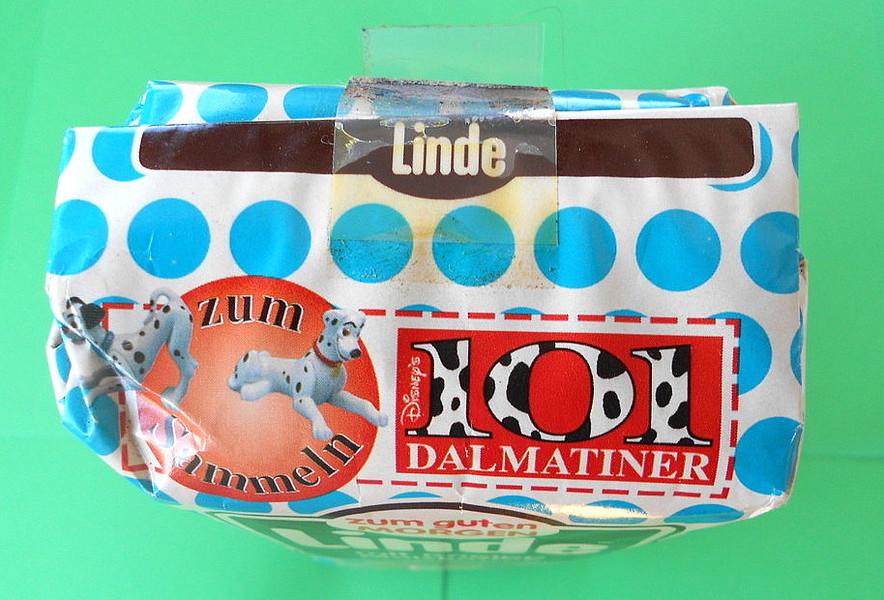 Linde
zum
Sammeln
DISNEY'S
101
DALMATINER
zum guten
MORGEN
Linde